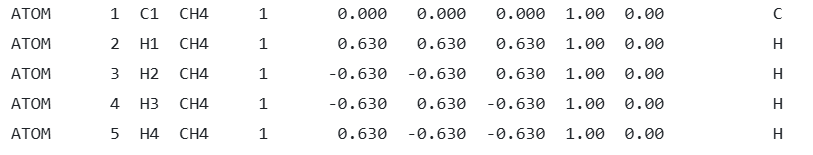 ATOM      1  C1  CH4     1       0.000   0.000   0.000  1.00  0.00           C
ATOM      2  H1  CH4     1       0.630   0.630   0.630  1.00  0.00           H
ATOM      3  H2  CH4     1      -0.630  -0.630   0.630  1.00  0.00           H
ATOM      4  H3  CH4     1      -0.630   0.630  -0.630  1.00  0.00           H
ATOM      5  H4  CH4     1       0.630  -0.630  -0.630  1.00  0.00           H